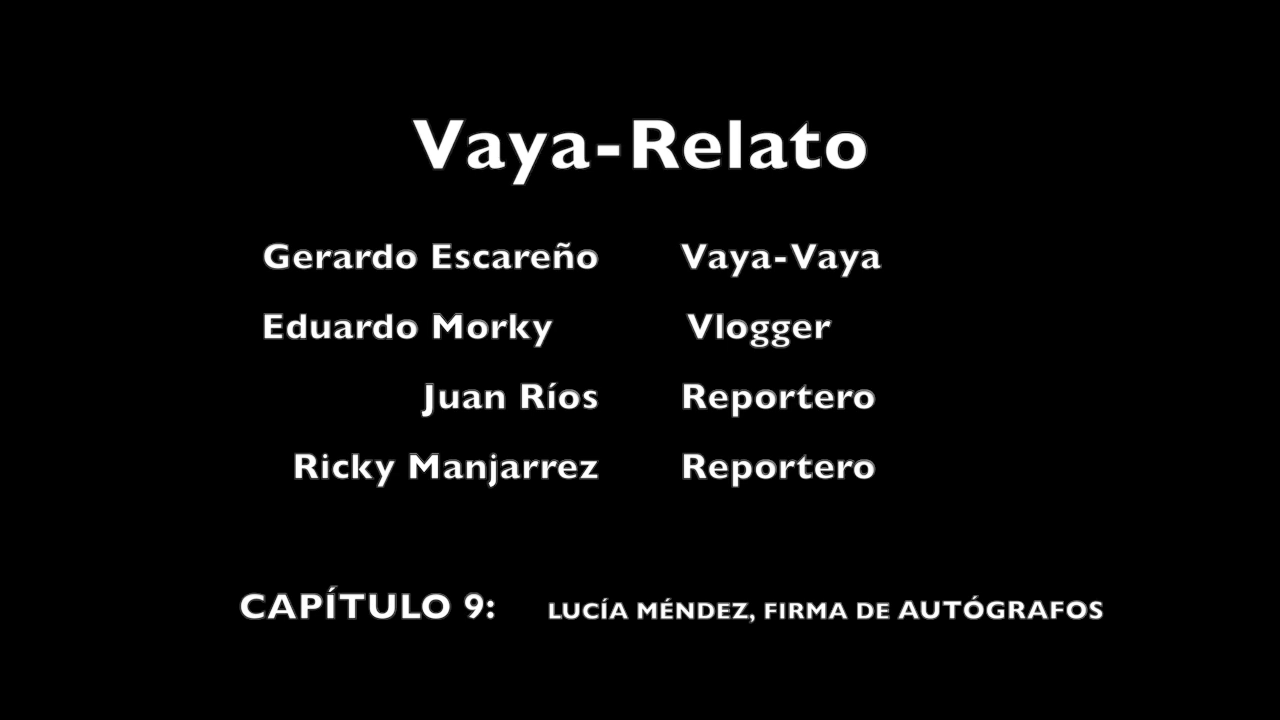 Vaya-Relato
Gerardo Escareño Vaya-Vaya
Eduardo Morky Vlogger
Juan Ríos Reportero
Ricky Manjarrez Reportero
CAPÍTULO 9: LUCÍA MÉNDEZ, FIRMA DE AUTÓGRAFOS